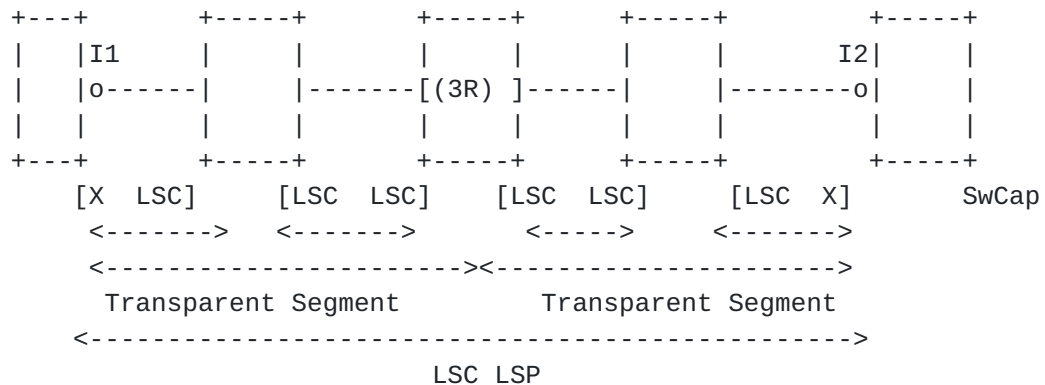 +---+       +-----+       +-----+      +-----+         +-----+
|   |I1     |     |       |     |      |     |       I2|     |
|   |o------|     |-------[(3R) ]------|     |--------o|     |
|   |       |     |       |     |      |     |         |     |
+---+       +-----+       +-----+      +-----+         +-----+
    [X  LSC]     [LSC  LSC]    [LSC  LSC]     [LSC  X]       SwCap
     <------->   <------->       <----->     <------->
     <-----------------------><---------------------->
      Transparent Segment         Transparent Segment
    <------------------------------------------------>
                          LSC LSP